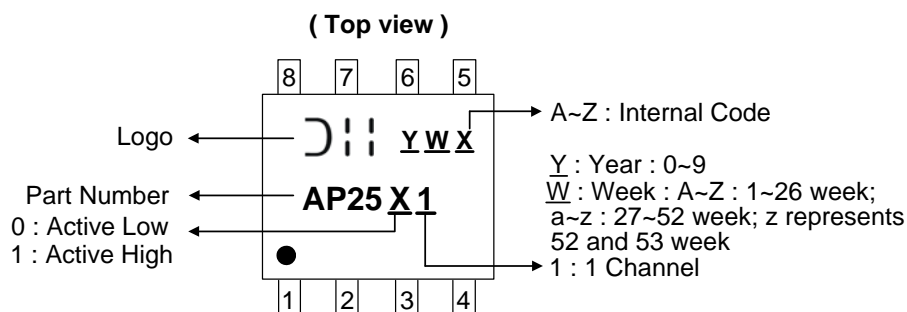 ( Top view )
8 7 6 5
Logo
Y W X
A~Z : Internal Code
Part Number
AP25 X 1
0 : Active Low
1 : Active High
Y : Year : 0~9
W : Week : A~Z : 1~26 week;
a~z : 27~52 week; z represents
52 and 53 week
1 : 1 Channel
1 2 3 4